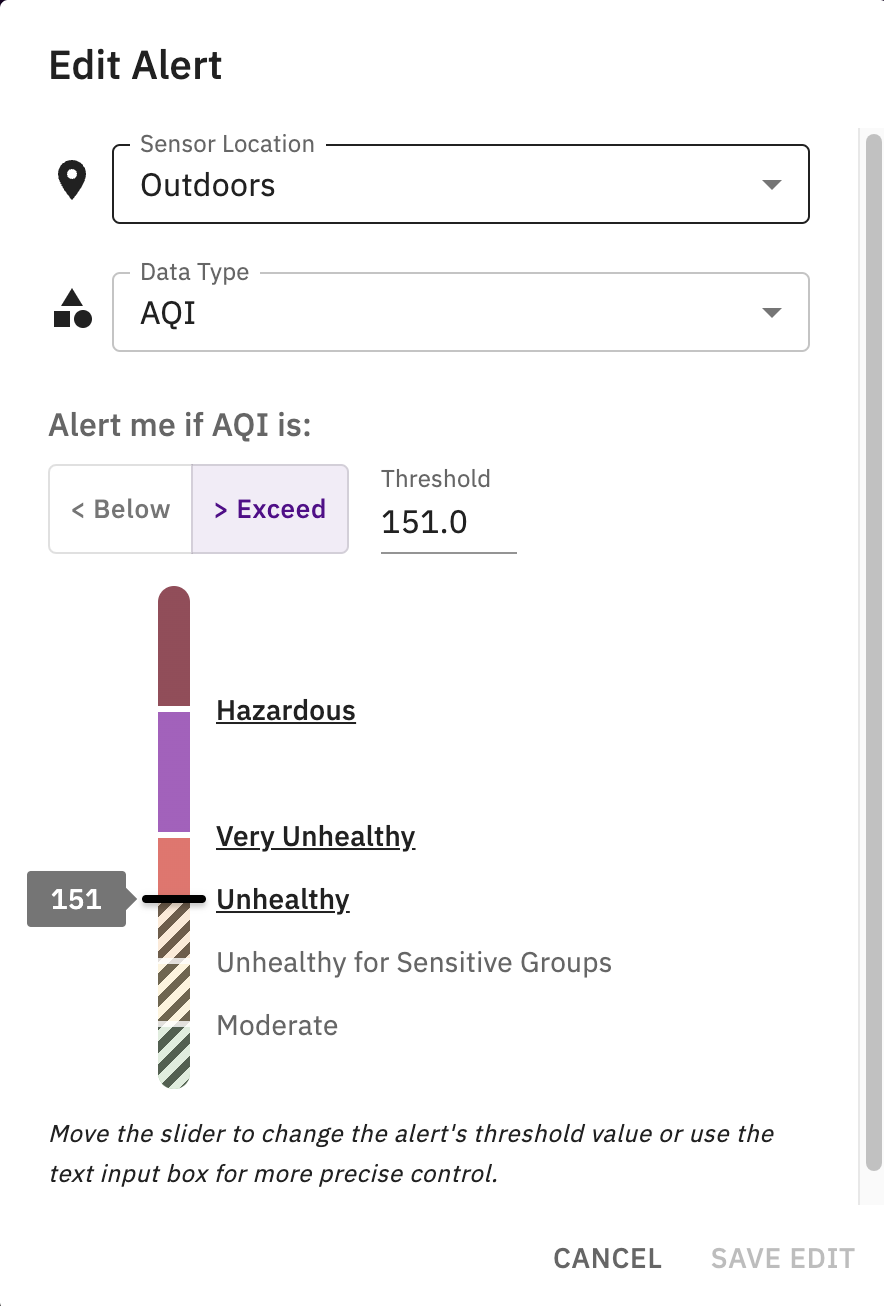 Edit Alert
Sensor Location
Outdoors
Data Type
AQI
Alert me if AQI is:
< Below
> Exceed
Threshold
151.0
Hazardous
Very Unhealthy
151
Unhealthy
Unhealthy for Sensitive Groups
Moderate
Move the slider to change the alert's threshold value or use the
text input box for more precise control.
CANCEL
SAVE EDIT